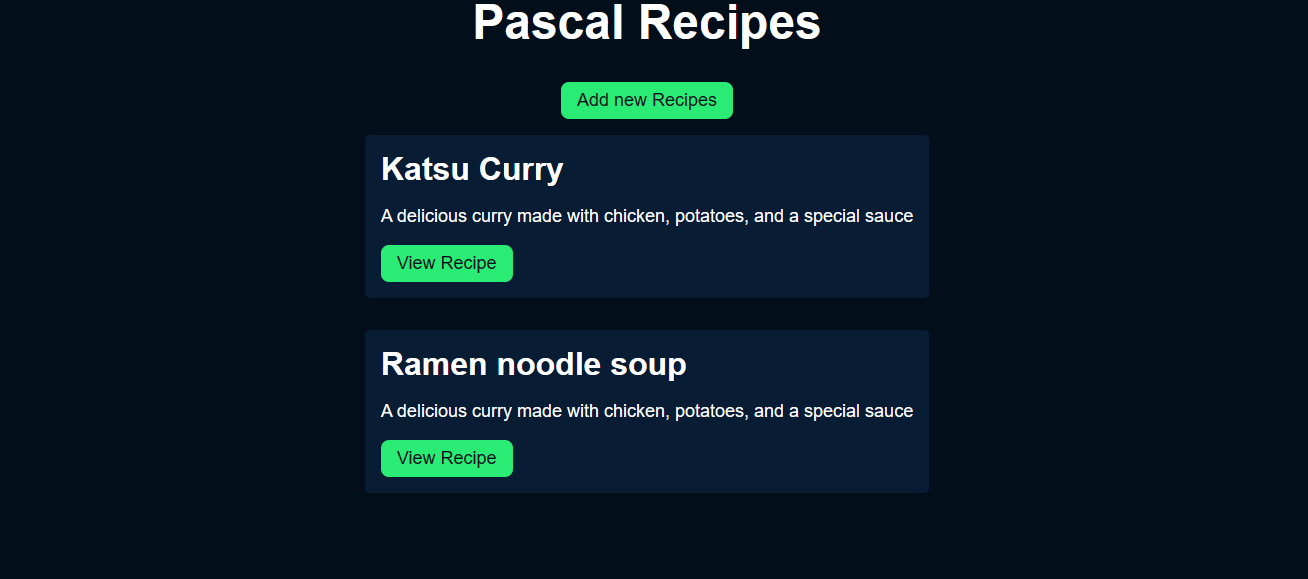 Pascal Recipes
Add new Recipes
Katsu Curry
A delicious curry made with chicken, potatoes, and a special sauce
View Recipe
Ramen noodle soup
A delicious curry made with chicken, potatoes, and a special sauce
View Recipe